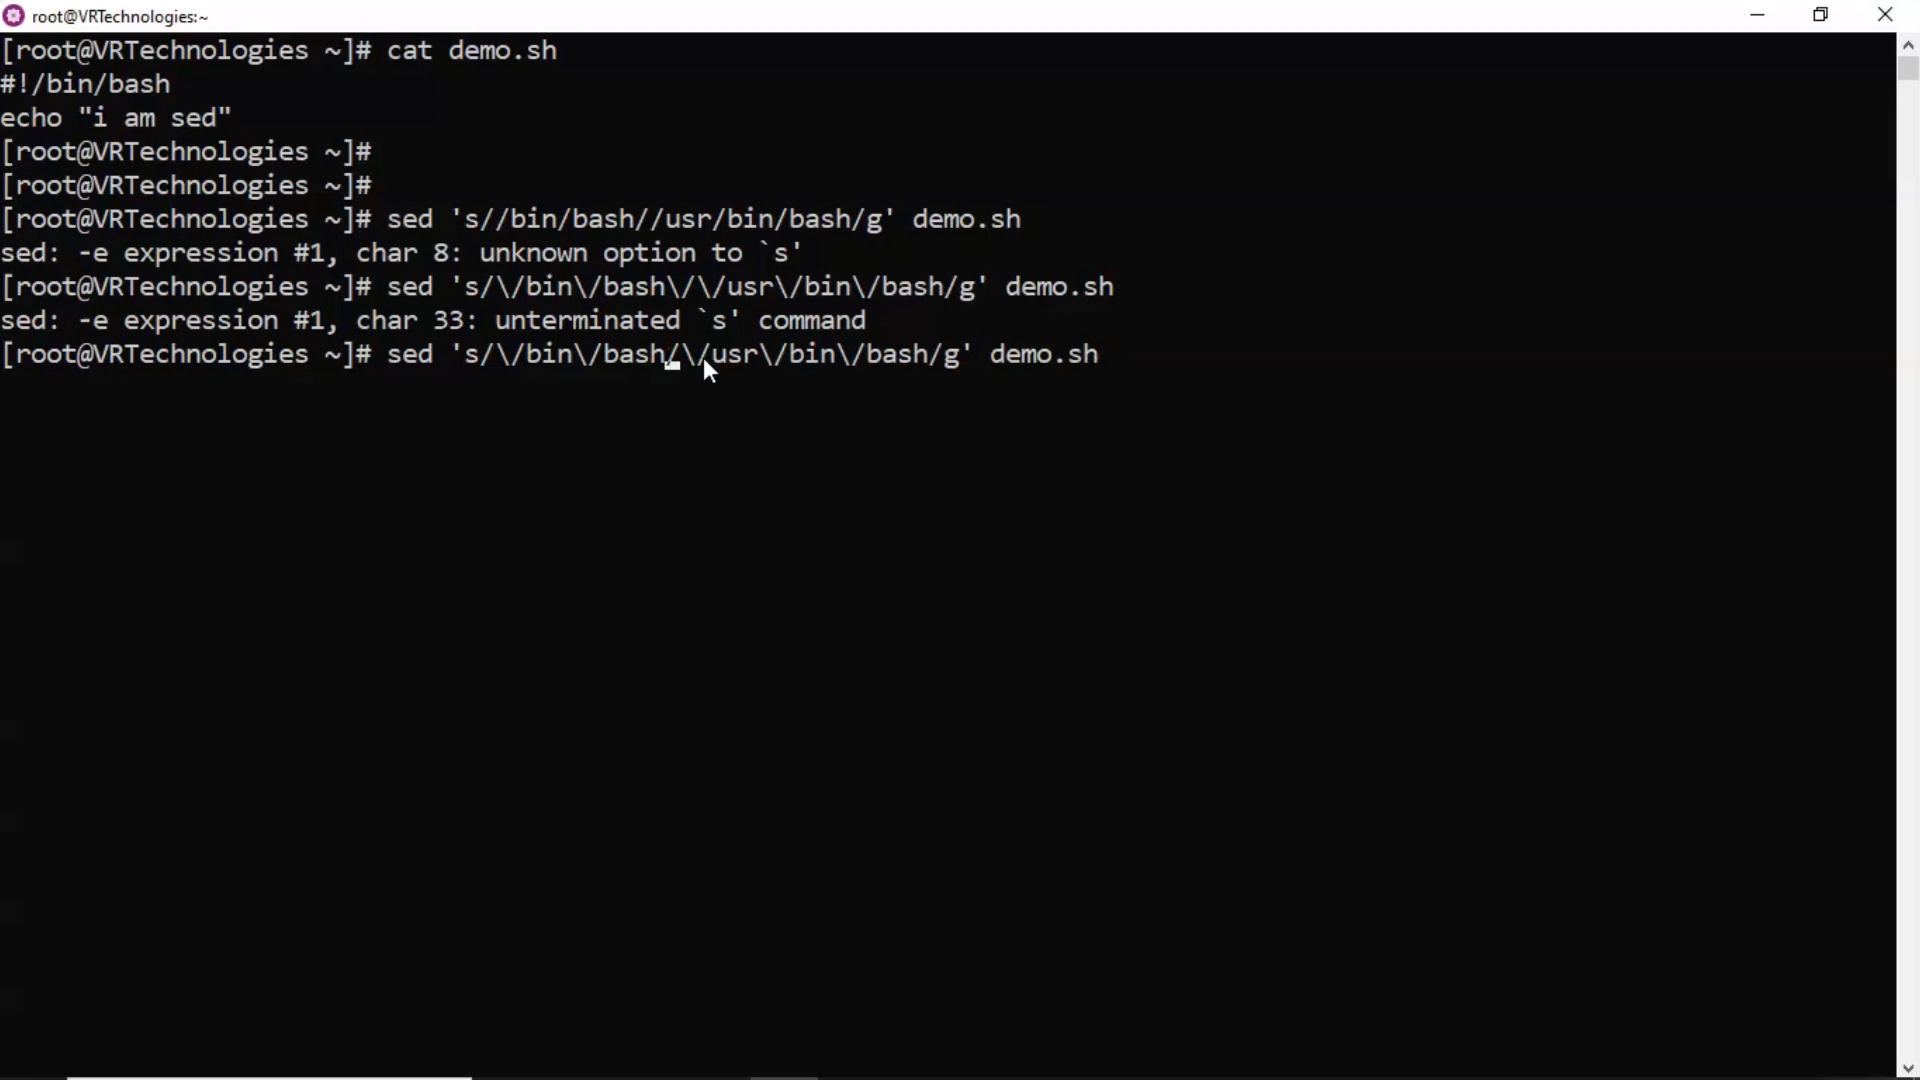 root@VRTechnologies:~
[root@VRTechnologies ~]# cat demo.sh
#!/bin/bash
echo "i am sed"
[root@VRTechnologies ~]#
[root@VRTechnologies ~]#
[root@VRTechnologies ~]# sed 's//bin/bash//usr/bin/bash/g' demo.sh
sed: -e expression #1, char 8: unknown option to `s'
[root@VRTechnologies ~]# sed 's/\/bin\/bash\/\/usr\/bin\/bash/g' demo.sh
sed: -e expression #1, char 33: unterminated `s' command
[root@VRTechnologies ~]# sed 's/\/bin\/bash/\/usr\/bin\/bash/g' demo.sh